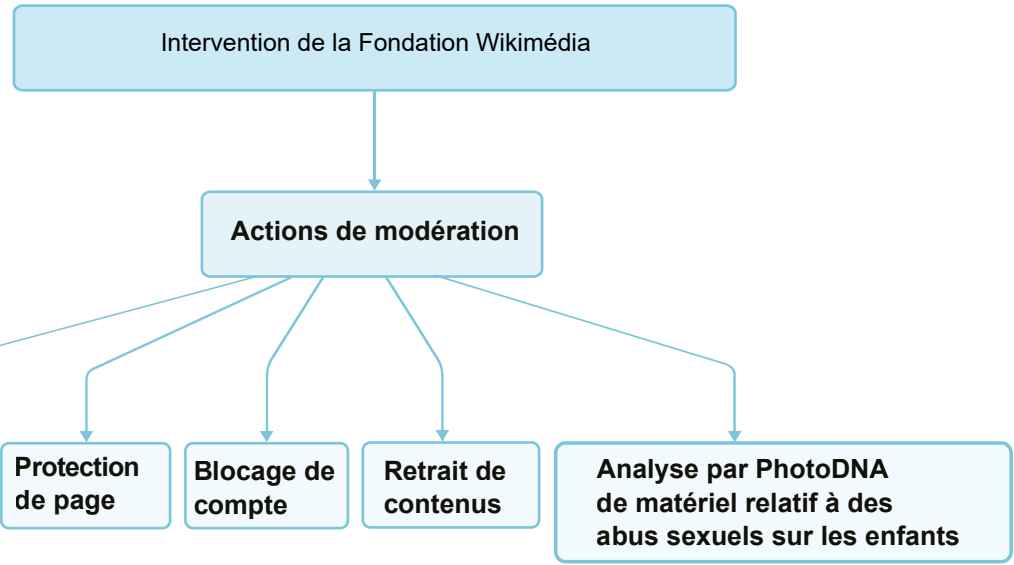 Intervention de la Fondation Wikimédia
Actions de modération
Protection
de page
Blocage de
compte
Retrait de
contenus
Analyse par PhotoDNA
de matériel relatif à des
abus sexuels sur les enfants